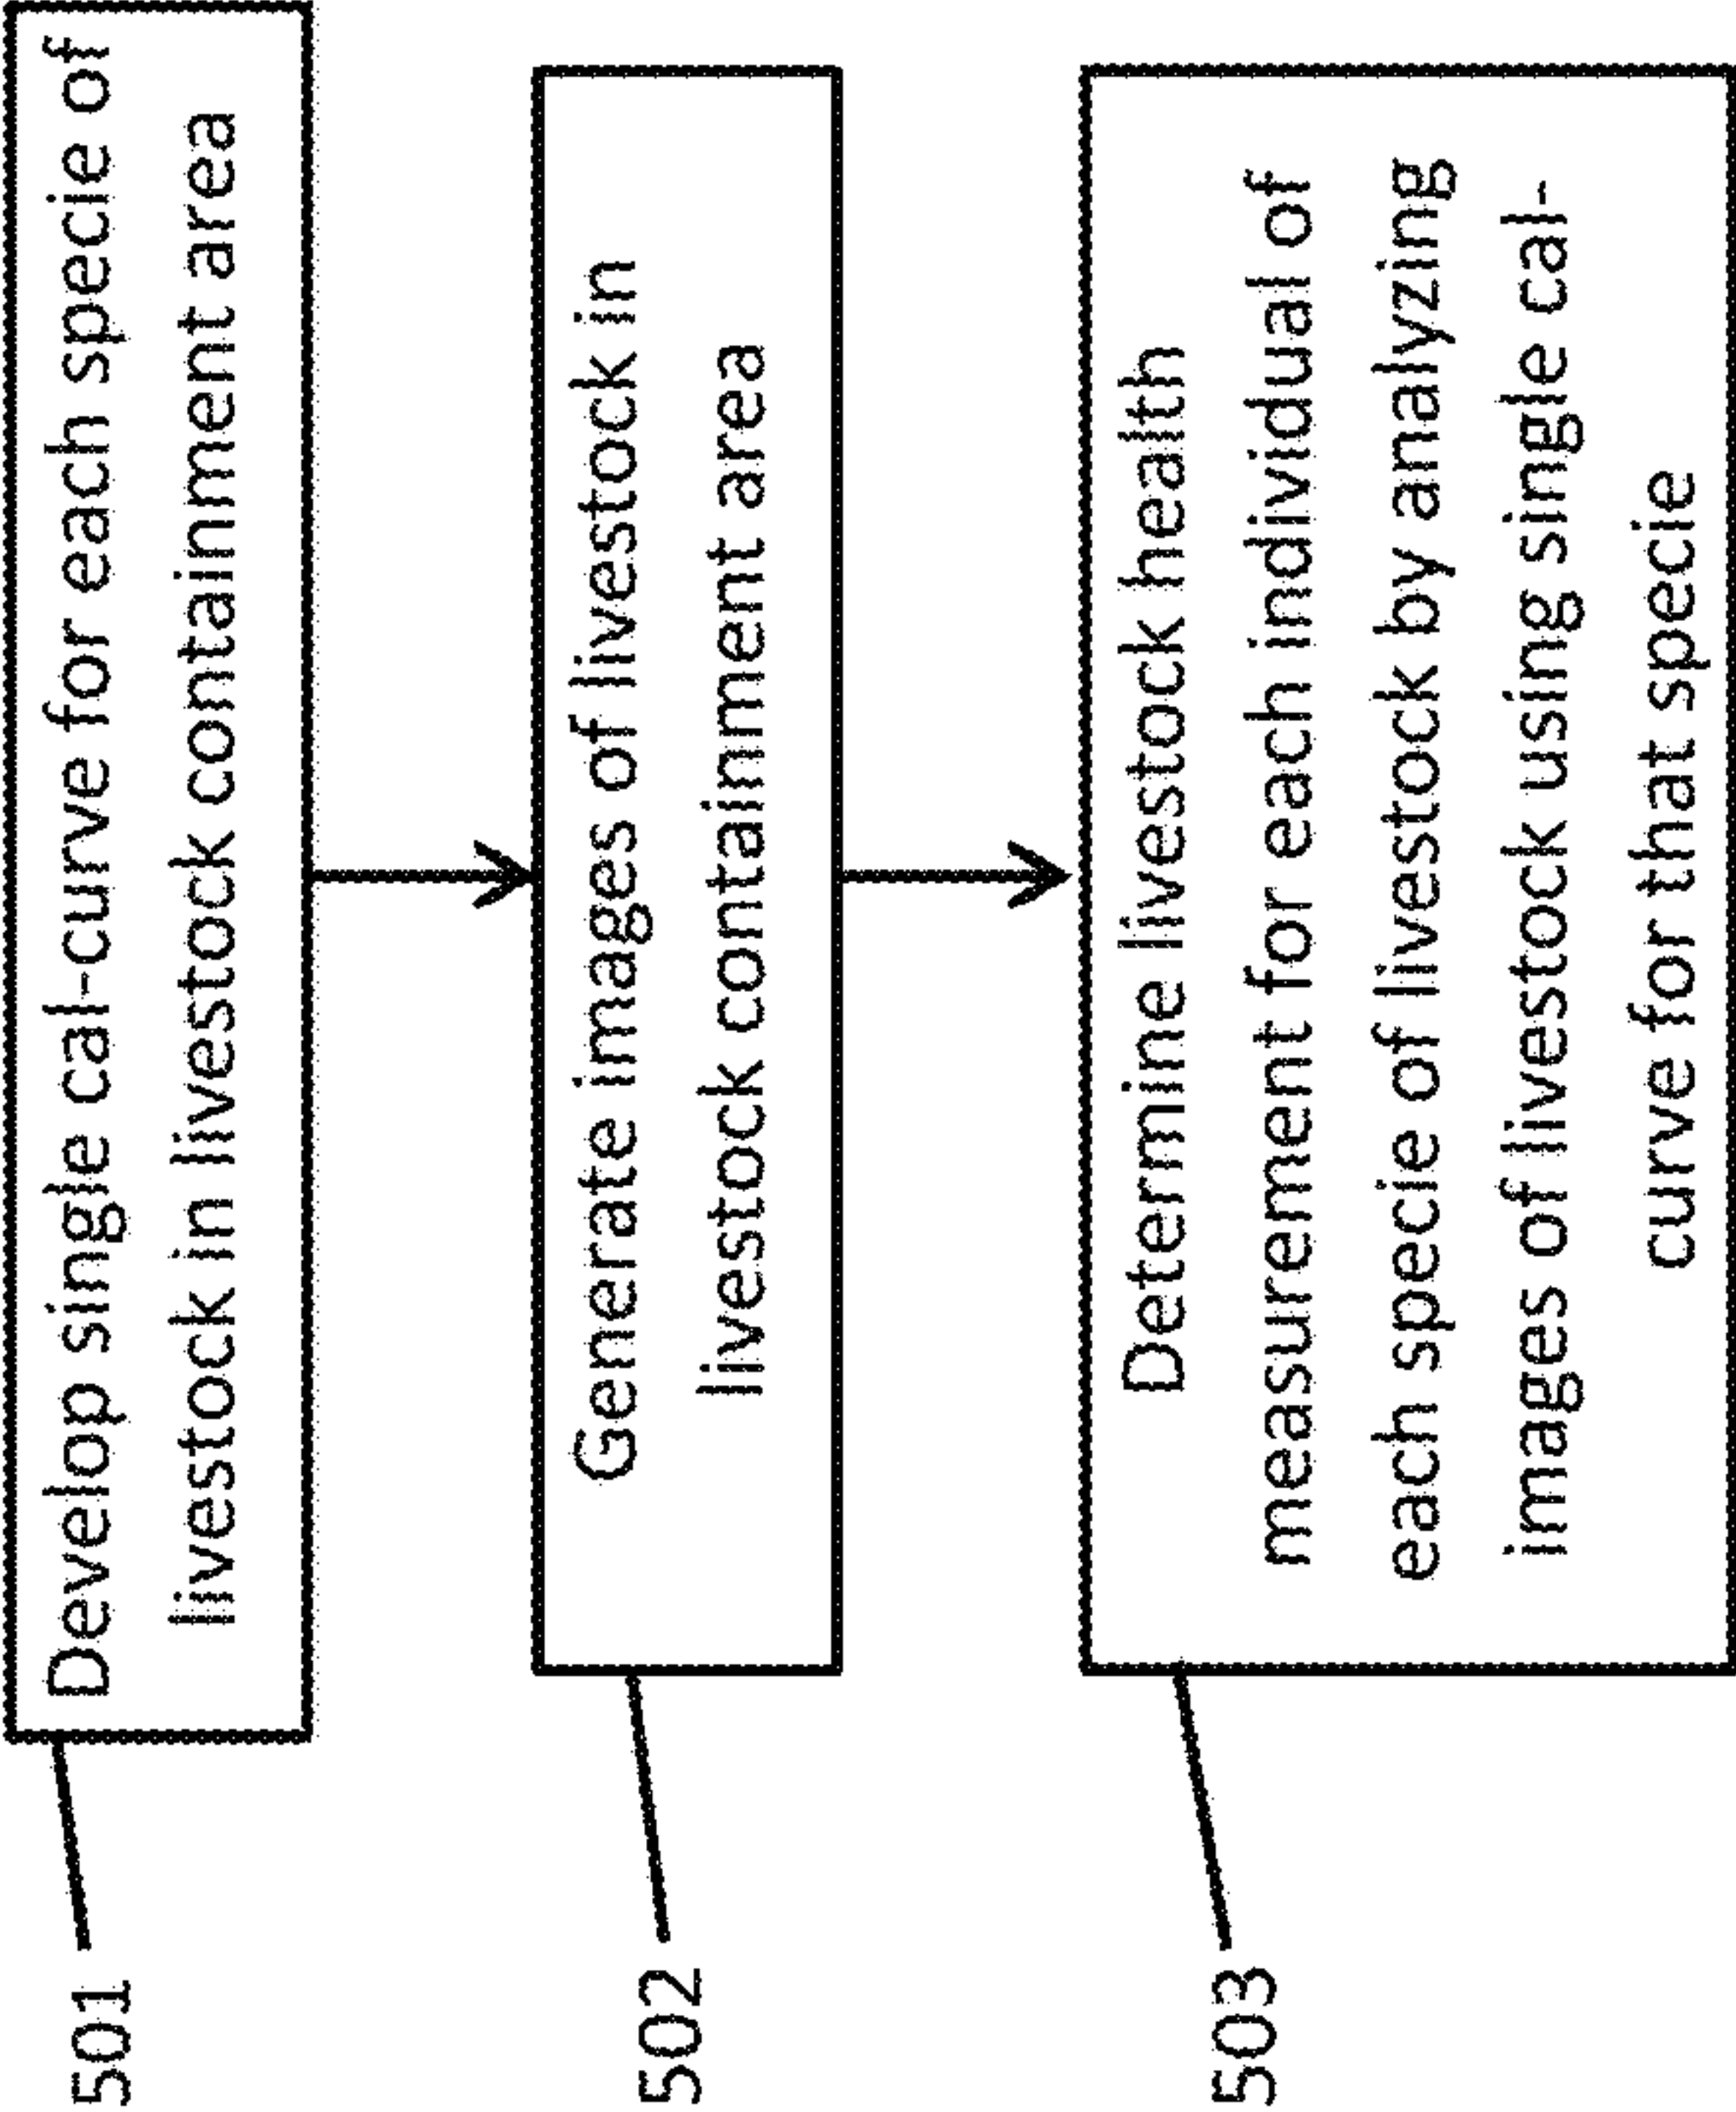 501
Develop single cal-curve for each specie of
livestock in livestock containment area
502
Generate images of livestock in
livestock containment area
503
Determine livestock health
measurement for each individual of
each specie of livestock by analyzing
images of livestock using single cal-
curve for that specie